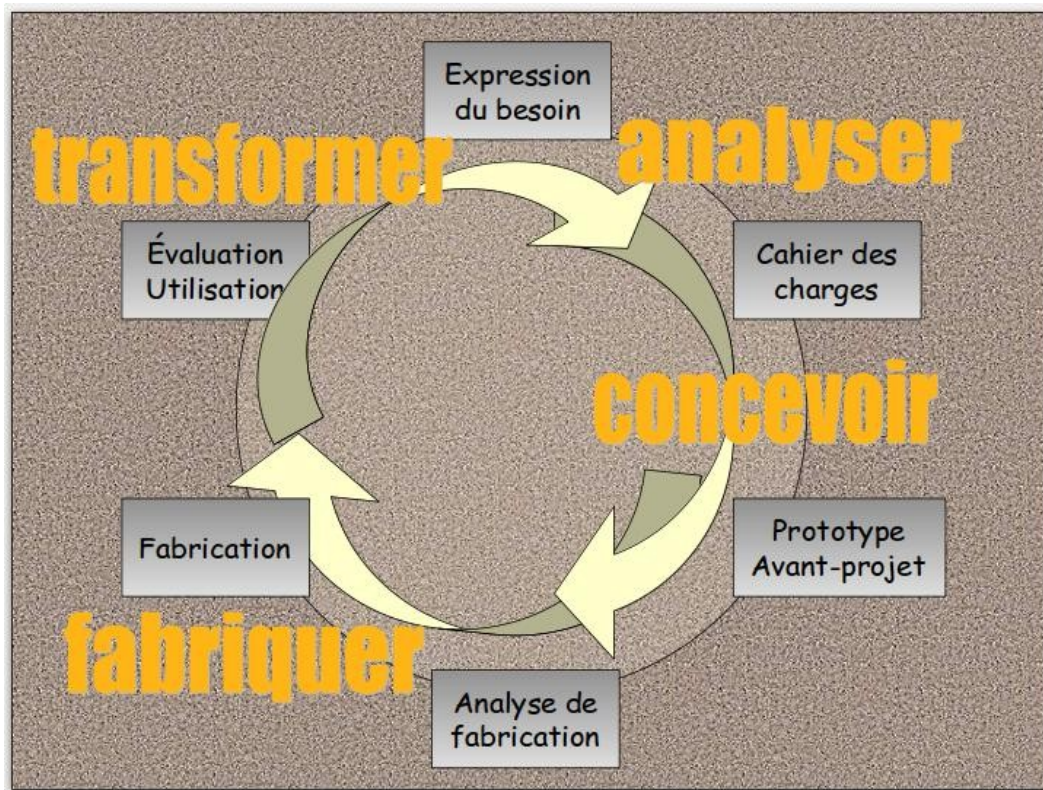 Expression
du besoin
transformer
analyser
Évaluation
Utilisation
Cahier des
charges
concevoir
Fabrication
Prototype
Avant-projet
fabriquer
Analyse de
fabrication